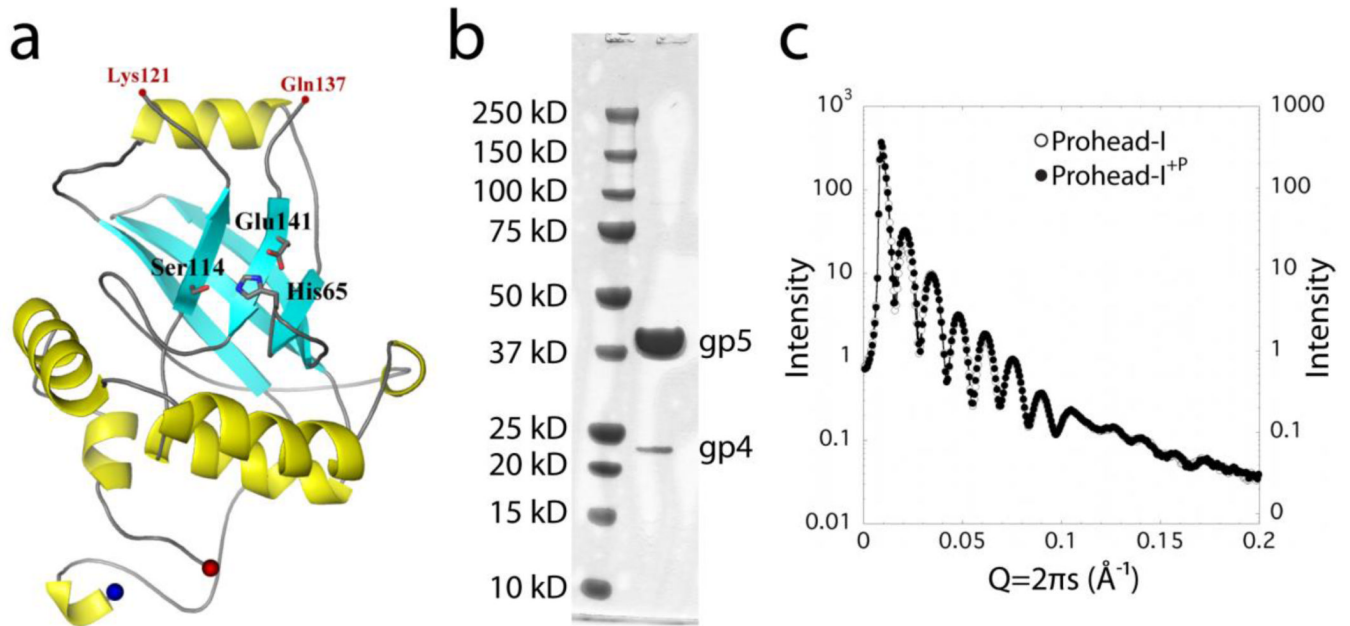 a
Lys121
Gln137
Glu141
Ser114
His65
b
250 kD
150 kD
100 kD
75 kD
50 kD
37 kD
25 kD
20 kD
15 kD
10 kD
gp5
gp4
c
10³
100
10
1
0.1
0.01
Intensity
Prohead-I
Prohead-I⁺ᴾ
1000
100
10
1
0.1
0
Intensity
0 0.05 0.1 0.15 0.2
Q=2πs (Å⁻¹)